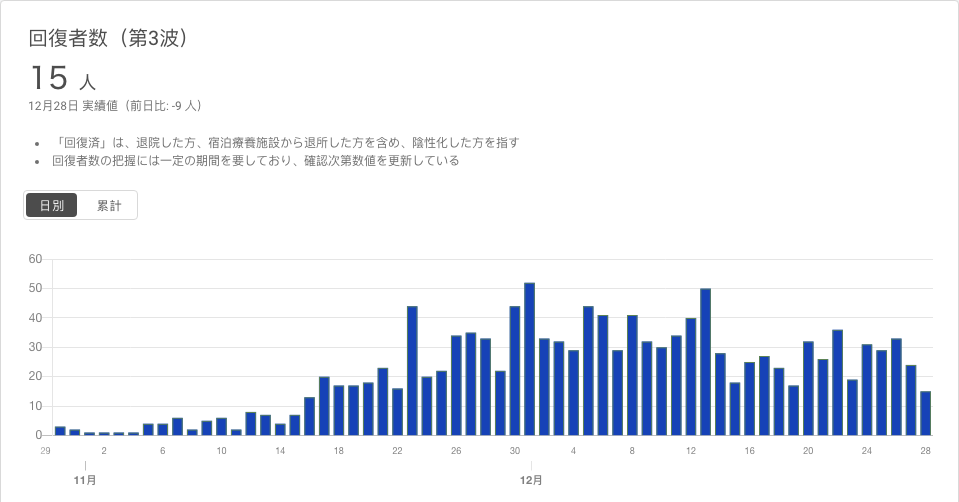 回復者数（第3波）
15 人
12月28日 実績値（前日比: -9 人）
• 「回復済」は、退院した方、宿泊療養施設から退所した方を含め、陰性化した方を指す
• 回復者数の把握には一定の期間を要しており、確認次第数値を更新している
日別 累計
60
50
40
30
20
10
0
29 2 6 10 14 18 22 26 30 4 8 12 16 20 24 28
11月 12月